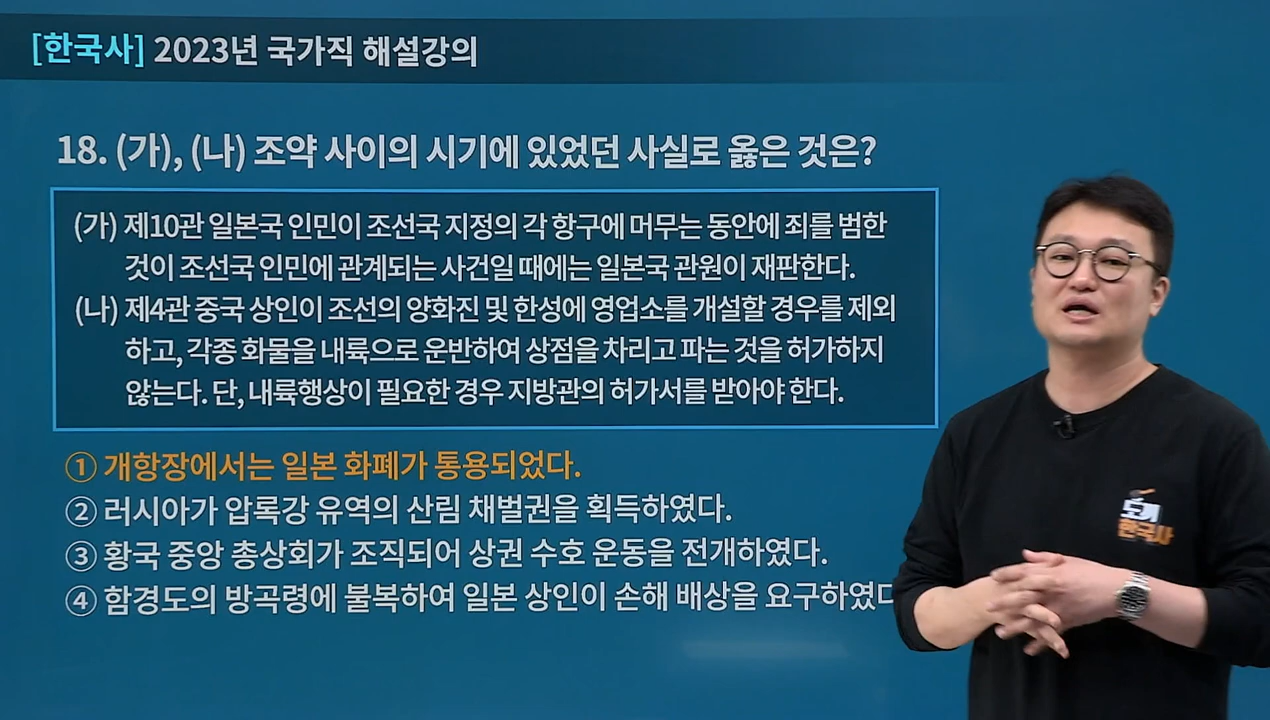 [한국사] 2023년 국가직 해설강의
18. (가), (나) 조약 사이의 시기에 있었던 사실로 옳은 것은?
(가) 제10관 일본국 인민이 조선국 지정의 각 항구에 머무는 동안에 죄를 범한
것이 조선국 인민에 관계되는 사건일 때에는 일본국 관원이 재판한다.
(나) 제4관 중국 상인이 조선의 양화진 및 한성에 영업소를 개설할 경우를 제외
하고, 각종 화물을 내륙으로 운반하여 상점을 차리고 파는 것을 허가하지
않는다. 단, 내륙행상이 필요한 경우 지방관의 허가서를 받아야 한다.
① 개항장에서는 일본 화폐가 통용되었다.
② 러시아가 압록강 유역의 산림 채벌권을 획득하였다.
③ 황국 중앙 총상회가 조직되어 상권 수호 운동을 전개하였다.
④ 함경도의 방곡령에 불복하여 일본 상인이 손해 배상을 요구하였다
한국사